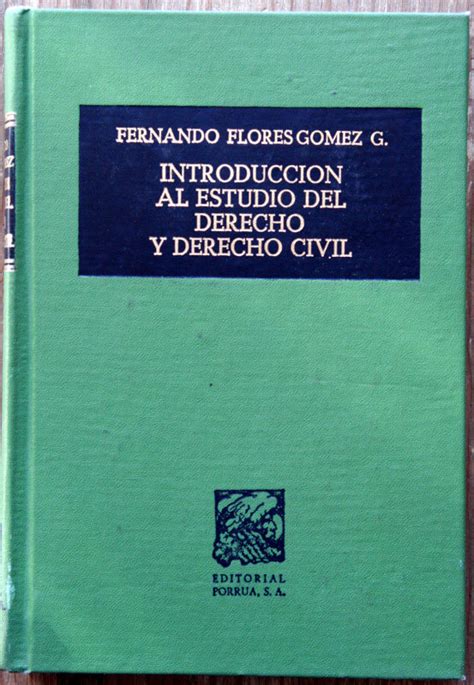 FERNANDO FLORES GOMEZ G.
INTRODUCCION
AL ESTUDIO DEL
DERECHO
Y DERECHO CIVIL
EDITORIAL
PORRUA, S. A.